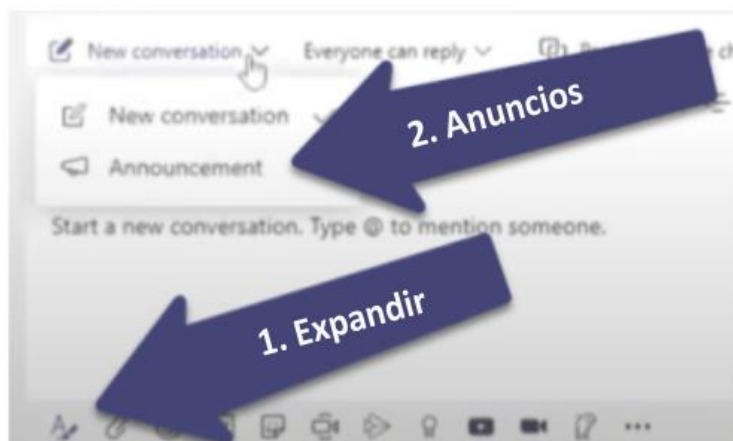 New conversation Everyone can reply
New conversation
2. Anuncios
Announcement
Start a new conversation. Type @ to mention someone.
1. Expandir